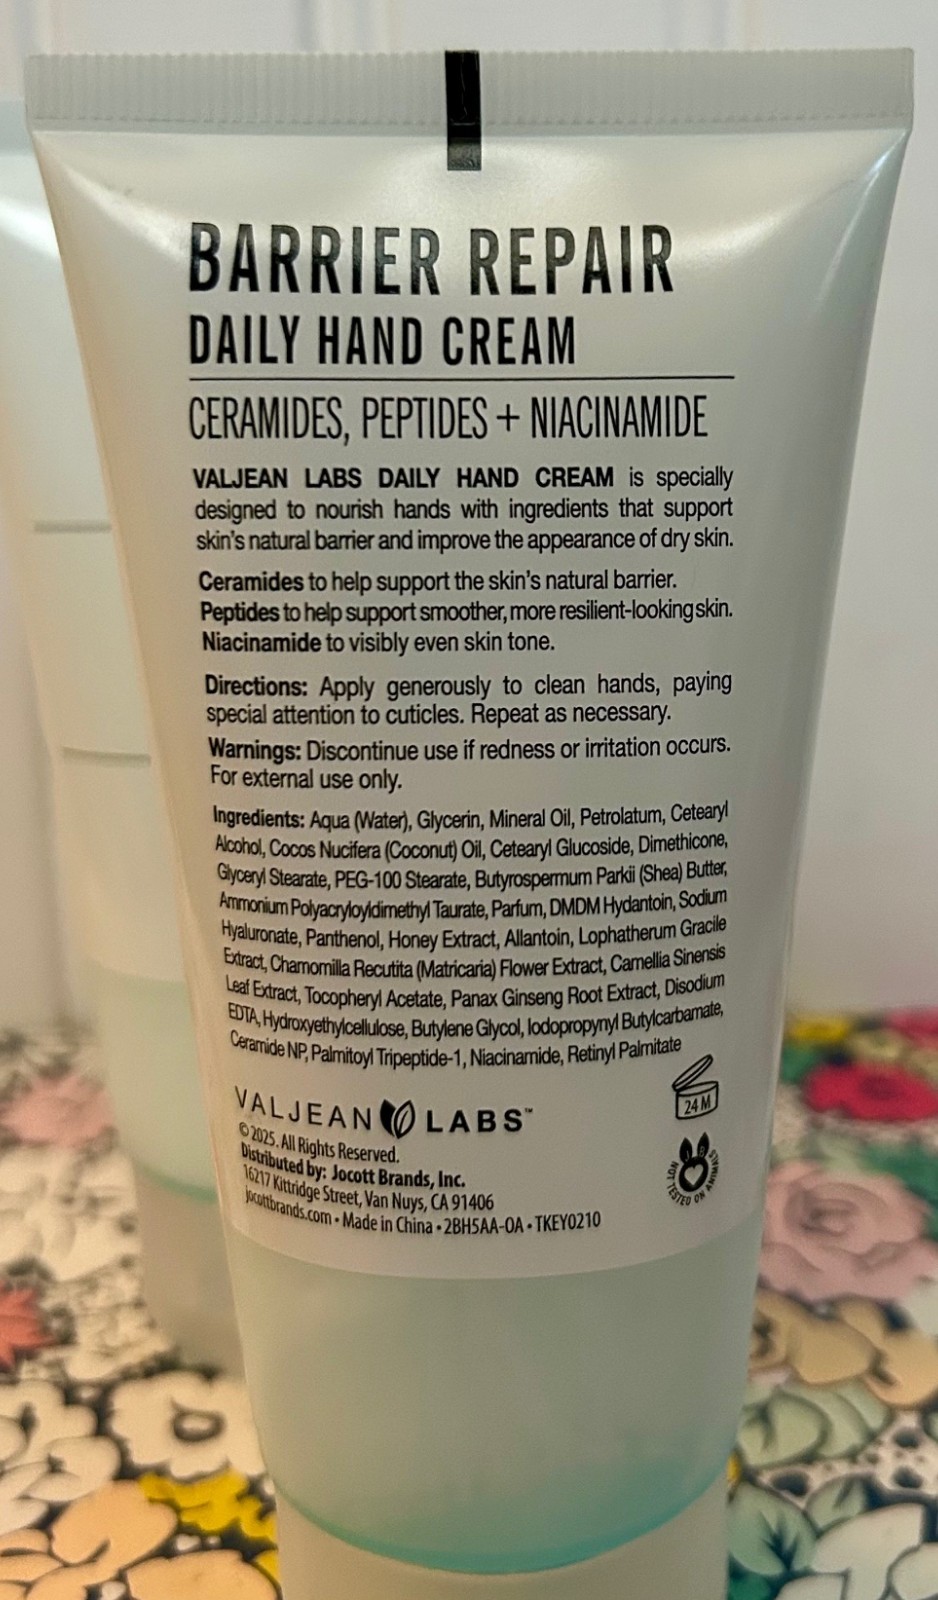 BARRIER REPAIR
DAILY HAND CREAM
CERAMIDES, PEPTIDES + NIACINAMIDE
VALJEAN LABS DAILY HAND CREAM is specially
designed to nourish hands with ingredients that support
skin's natural barrier and improve the appearance of dry skin.
Ceramides to help support the skin's natural barrier.
Peptides to help support smoother, more resilient-looking skin.
Niacinamide to visibly even skin tone.
Directions: Apply generously to clean hands, paying
special attention to cuticles. Repeat as necessary.
Warnings: Discontinue use if redness or irritation occurs.
For external use only.
Ingredients: Aqua (Water), Glycerin, Mineral Oil, Petrolatum, Cetearyl
Alcohol, Cocos Nucifera (Coconut) Oil, Cetearyl Glucoside, Dimethicone,
Glyceryl Stearate, PEG-100 Stearate, Butyrospermum Parkii (Shea) Butter,
Ammonium Polyacryloyldimethyl Taurate, Parfum, DMDM Hydantoin, Sodium
Hyaluronate, Panthenol, Honey Extract, Allantoin, Lophatherum Gracile
Extract, Chamomilla Recutita (Matricaria) Flower Extract, Camellia Sinensis
Leaf Extract, Tocopheryl Acetate, Panax Ginseng Root Extract, Disodium
EDTA, Hydroxyethylcellulose, Butylene Glycol, Iodopropynyl Butylcarbamate,
Ceramide NP, Palmitoyl Tripeptide-1, Niacinamide, Retinyl Palmitate
24 M
VALJEAN LABS™
©2025. All Rights Reserved.
Distributed by: Jocott Brands, Inc.
16217 Kittridge Street, Van Nuys, CA 91406
jocottbrands.com • Made in China • 2BH5AA-OA • TKEY0210
NOT TESTED ON ANIMALS